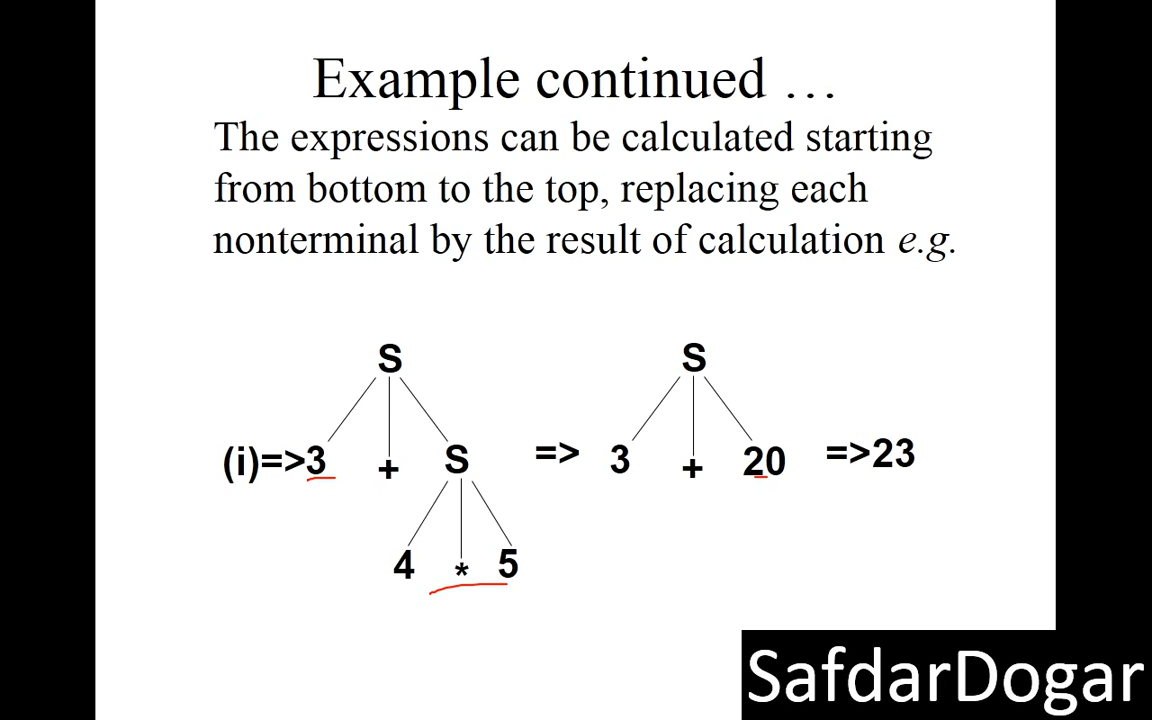 Example continued …
The expressions can be calculated starting
from bottom to the top, replacing each
nonterminal by the result of calculation e.g.
S S
(i)=>3 + S => 3 + 20 =>23
4 * 5
SafdarDogar